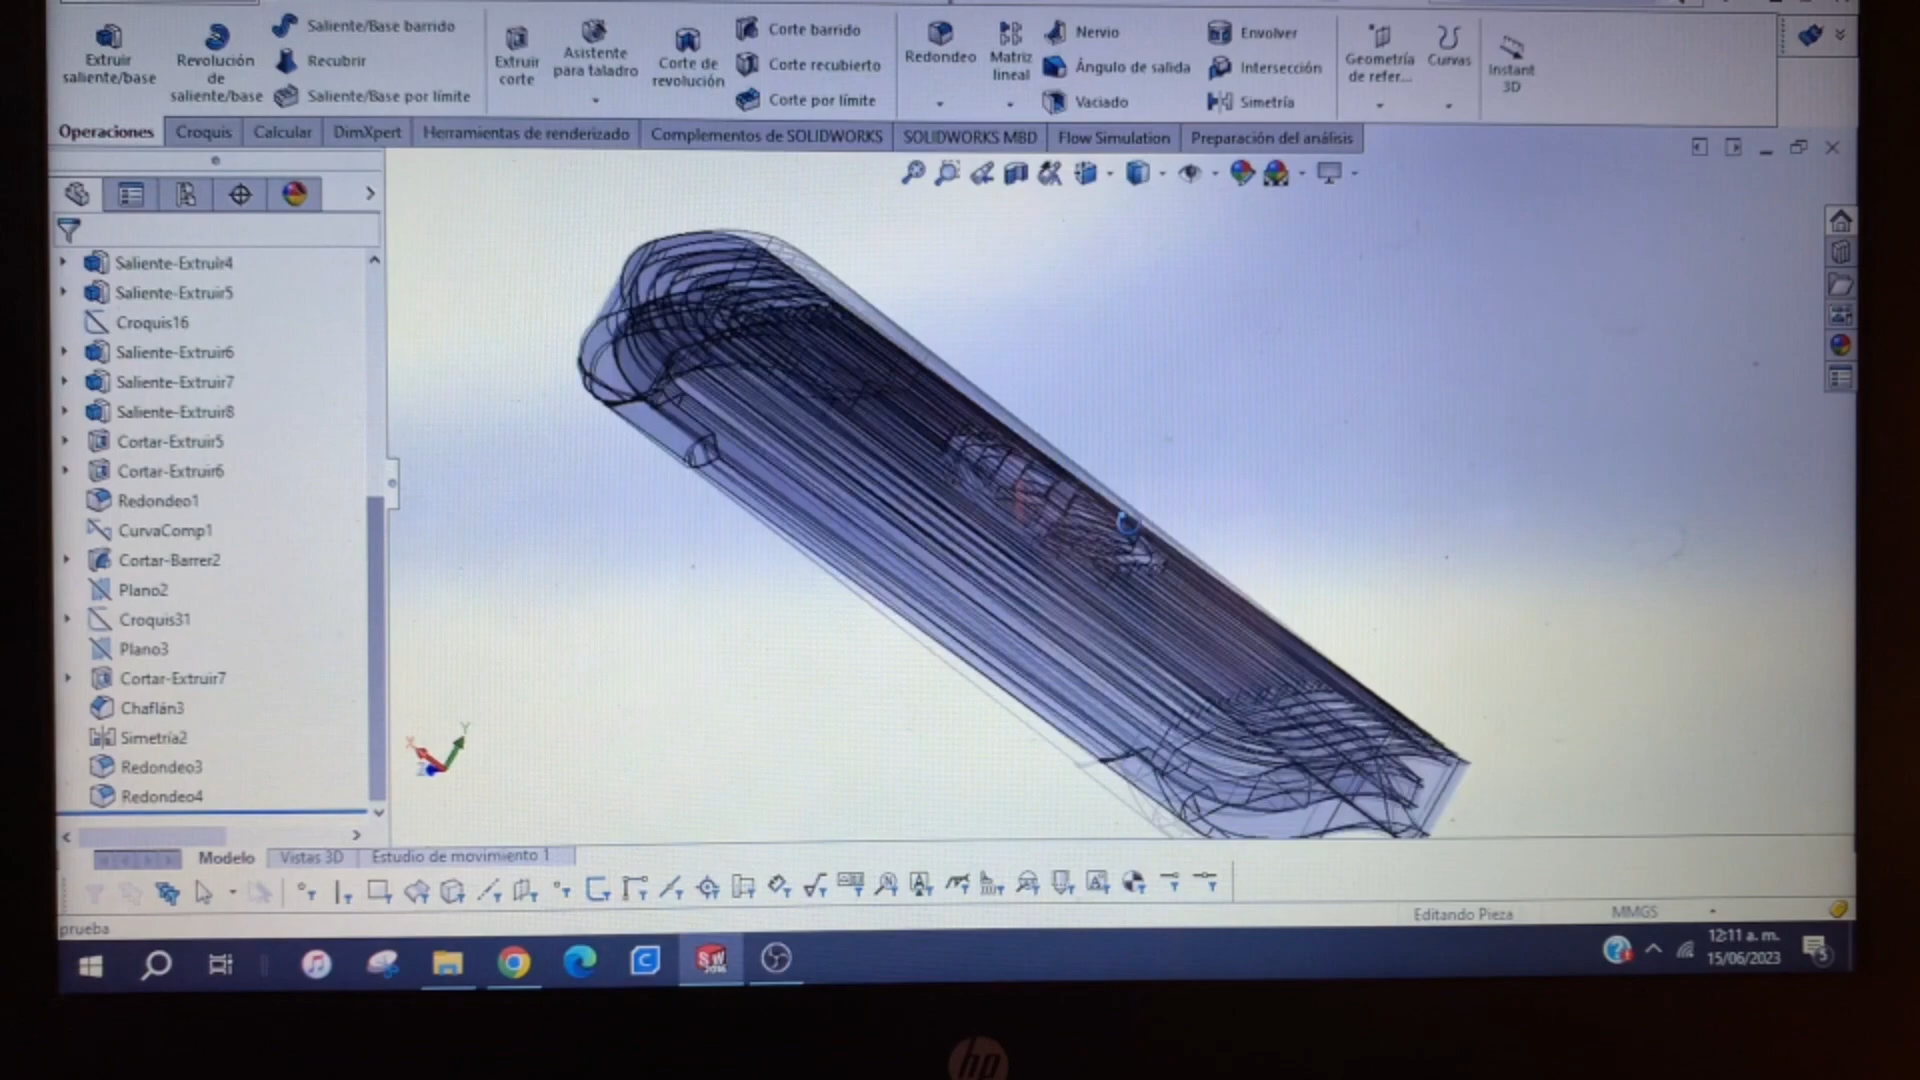 Extruir saliente/base
Revolución de saliente/base
Saliente/Base barrido
Recubrir
Saliente/Base por límite
Extruir corte
Asistente para taladro
Corte de revolución
Corte barrido
Corte recubierto
Corte por límite
Redondeo
Matriz lineal
Nervio
Ángulo de salida
Vaciado
Envolver
Intersección
Simetría
Geometría de refer...
Curvas
Instant 3D
Operaciones
Croquis
Calcular
DimXpert
Herramientas de renderizado
Complementos de SOLIDWORKS
SOLIDWORKS MBD
Flow Simulation
Preparación del análisis
Saliente-Extruir4
Saliente-Extruir5
Croquis16
Saliente-Extruir6
Saliente-Extruir7
Saliente-Extruir8
Cortar-Extruir5
Cortar-Extruir6
Redondeo1
CurvaComp1
Cortar-Barrer2
Plano2
Croquis31
Plano3
Cortar-Extruir7
Chaflán3
Simetría2
Redondeo3
Redondeo4
X
Y
Z
Modelo
Vistas 3D
Estudio de movimiento 1
prueba
Editando Pieza
MMGS
SW
2016
12:11 a. m.
15/06/2023
5
hp